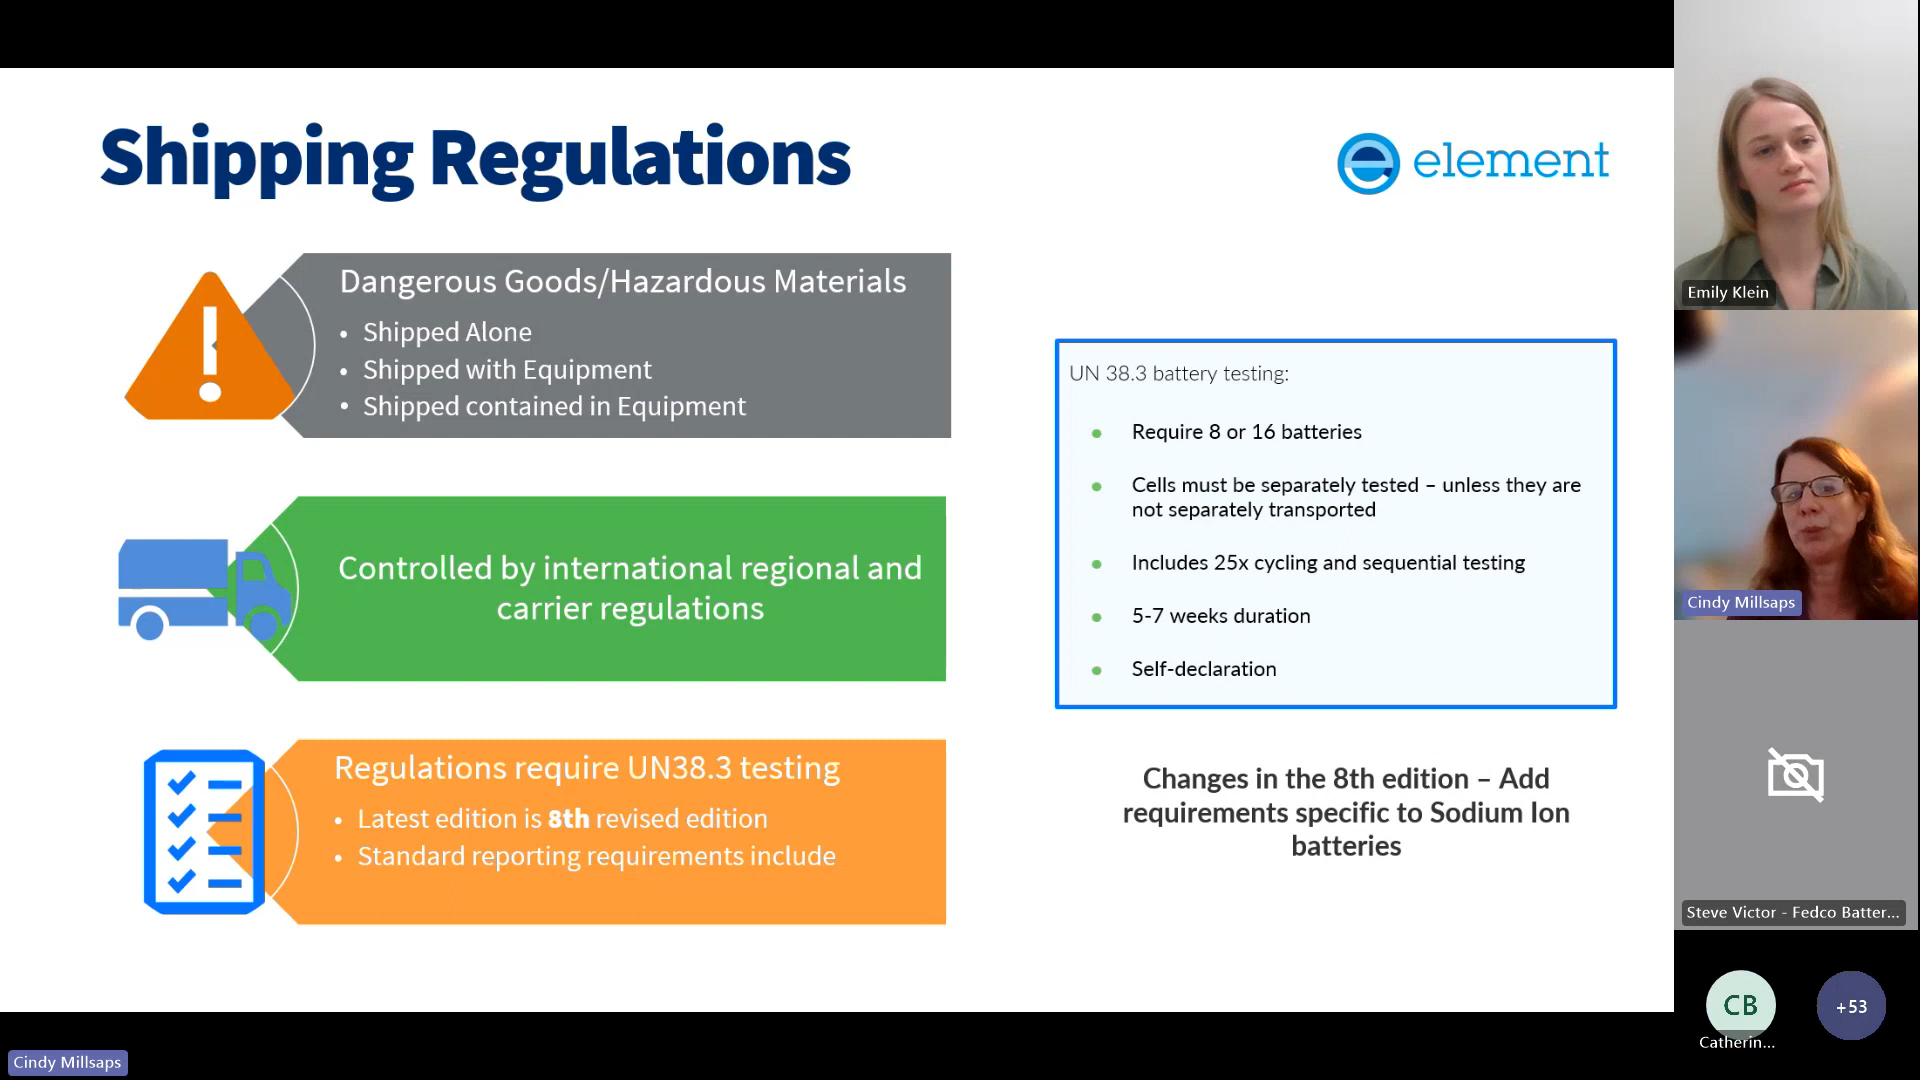 Shipping Regulations
element
Dangerous Goods/Hazardous Materials
• Shipped Alone
• Shipped with Equipment
• Shipped contained in Equipment
Controlled by international regional and
carrier regulations
Regulations require UN38.3 testing
• Latest edition is 8th revised edition
• Standard reporting requirements include
UN 38.3 battery testing:
• Require 8 or 16 batteries
• Cells must be separately tested – unless they are
not separately transported
• Includes 25x cycling and sequential testing
• 5-7 weeks duration
• Self-declaration
Changes in the 8th edition – Add
requirements specific to Sodium Ion
batteries
Emily Klein
Cindy Millsaps
Steve Victor - Fedco Batter...
CB
Catherin...
+53
Cindy Millsaps